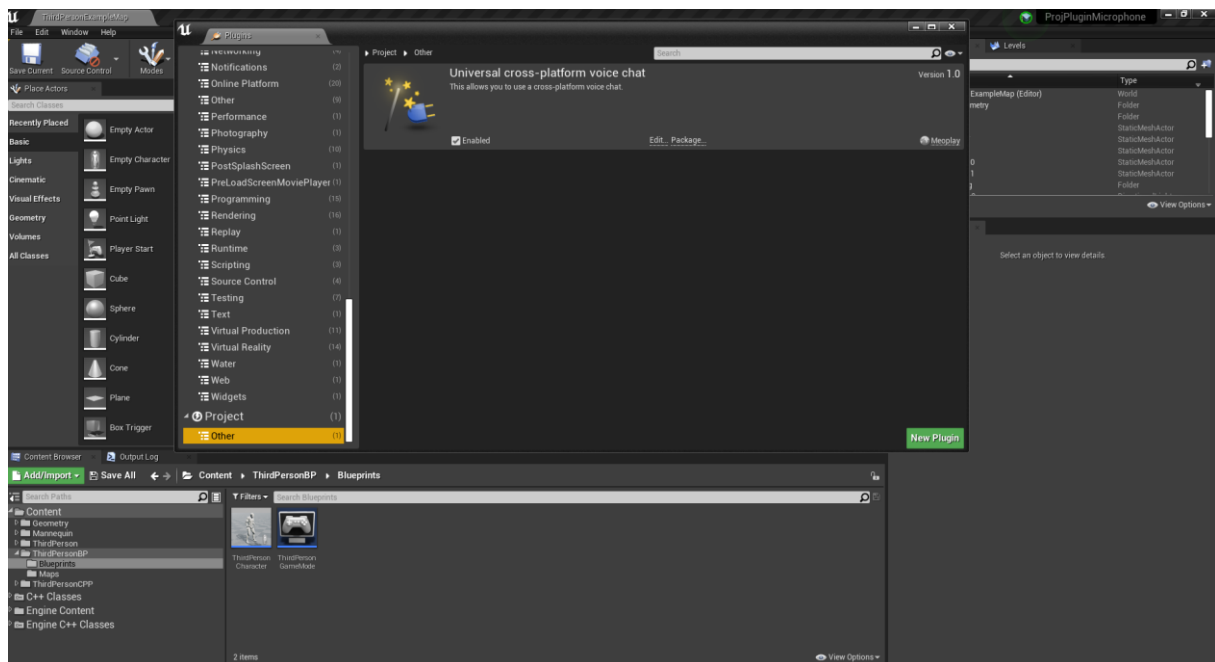 ThirdPersonExampleMap
ProjPluginMicrophone
File Edit Window Help
Save Current Source Control Modes
Place Actors
Search Classes
Recently Placed
Basic
Lights
Cinematic
Visual Effects
Geometry
Volumes
All Classes
Empty Actor
Empty Character
Empty Pawn
Point Light
Player Start
Cube
Sphere
Cylinder
Cone
Plane
Box Trigger
Plugins
Networking (4)
Notifications (2)
Online Platform (20)
Other (9)
Performance (1)
Photography (1)
Physics (10)
PostSplashScreen (1)
PreLoadScreenMoviePlayer (1)
Programming (15)
Rendering (16)
Replay (1)
Runtime (3)
Scripting (3)
Source Control (4)
Testing (7)
Text (1)
Virtual Production (11)
Virtual Reality (14)
Water (1)
Web (1)
Widgets (1)
Project (1)
Other (1)
Project Other
Search
Universal cross-platform voice chat
Version 1.0
This allows you to use a cross-platform voice chat.
Enabled
Edit... Package...
Meoplay
New Plugin
Levels
Type
ExampleMap (Editor) World
metry Folder
Folder
StaticMeshActor
StaticMeshActor
StaticMeshActor
0 StaticMeshActor
1 StaticMeshActor
Folder
View Options
Select an object to view details
Content Browser Output Log
Add/Import Save All Content ThirdPersonBP Blueprints
Search Paths
Filters Search Blueprints
Content
Geometry
Mannequin
ThirdPerson
ThirdPersonBP
Blueprints
Maps
ThirdPersonCPP
C++ Classes
Engine Content
Engine C++ Classes
ThirdPerson Character
ThirdPerson GameMode
2 items
View Options